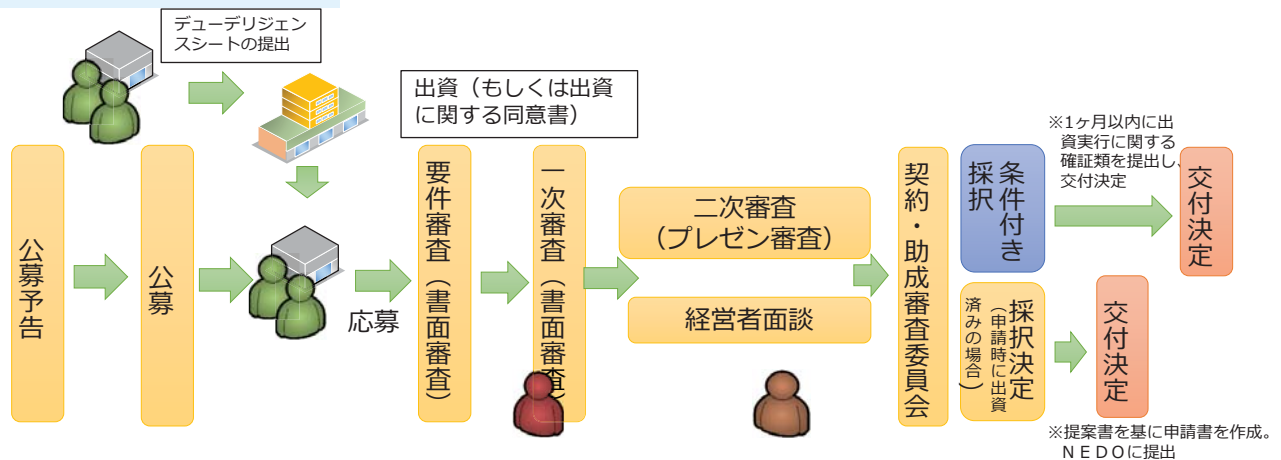 デューデリジェン
スシートの提出
出資（もしくは出資
に関する同意書）
公募予告
公募
応募
要件審査（書面審査）
一次審査（書面審査）
二次審査
（プレゼン審査）
経営者面談
契約・助成審査委員会
条件付き
採択
※1ヶ月以内に出
資実行に関する
確証類を提出し、
交付決定
交付決定
採択決定
（申請時に出資
済みの場合）
交付決定
※提案書を基に申請書を作成。
ＮＥＤＯに提出